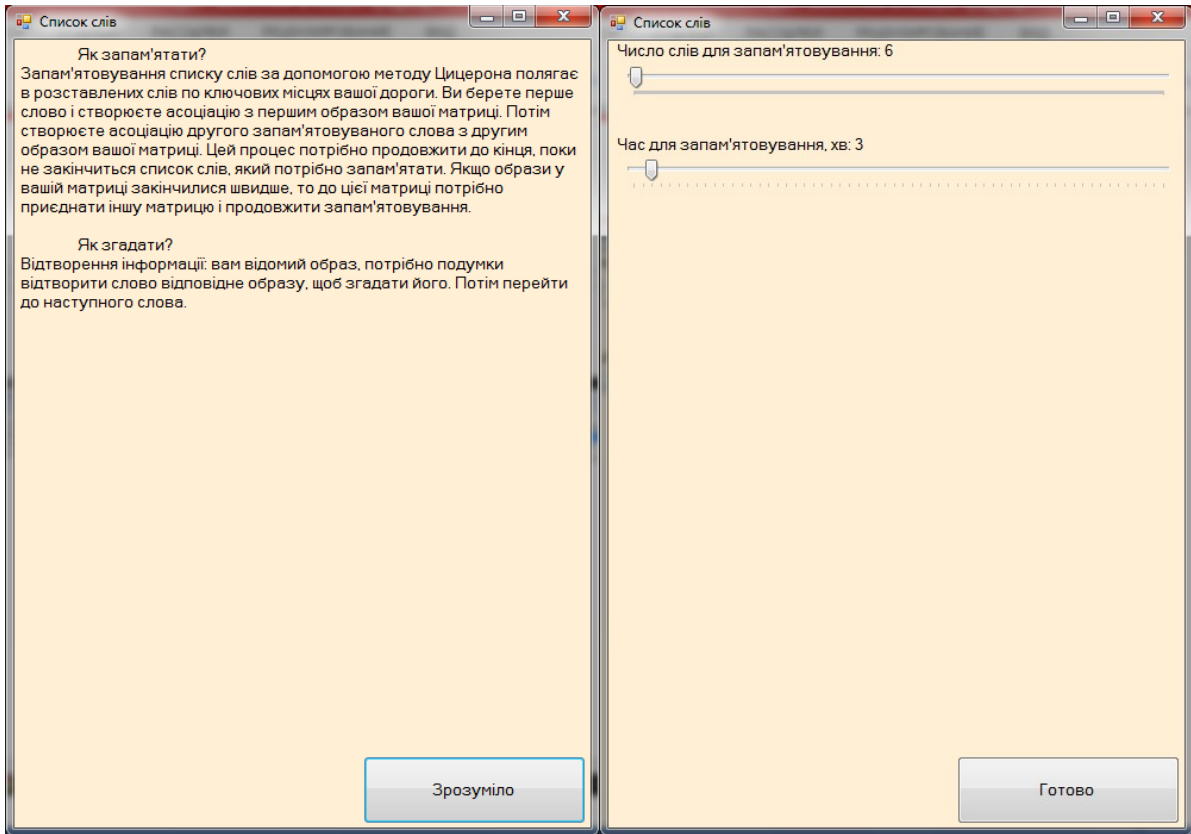 Список слів
Як запам'ятати?
Запам'ятовування списку слів за допомогою методу Цицерона полягає
в розставлених слів по ключових місцях вашої дороги. Ви берете перше
слово і створюєте асоціацію з першим образом вашої матриці. Потім
створюєте асоціацію другого запам'ятовуваного слова з другим
образом вашої матриці. Цей процес потрібно продовжити до кінця, поки
не закінчиться список слів, який потрібно запам'ятати. Якщо образи у
вашій матриці закінчилися швидше, то до цієї матриці потрібно
приєднати іншу матрицю і продовжити запам'ятовування.
Як згадати?
Відтворення інформації: вам відомий образ, потрібно подумки
відтворити слово відповідне образу, щоб згадати його. Потім перейти
до наступного слова.
Зрозуміло
Список слів
Число слів для запам'ятовування: 6
Час для запам'ятовування, хв: 3
Готово